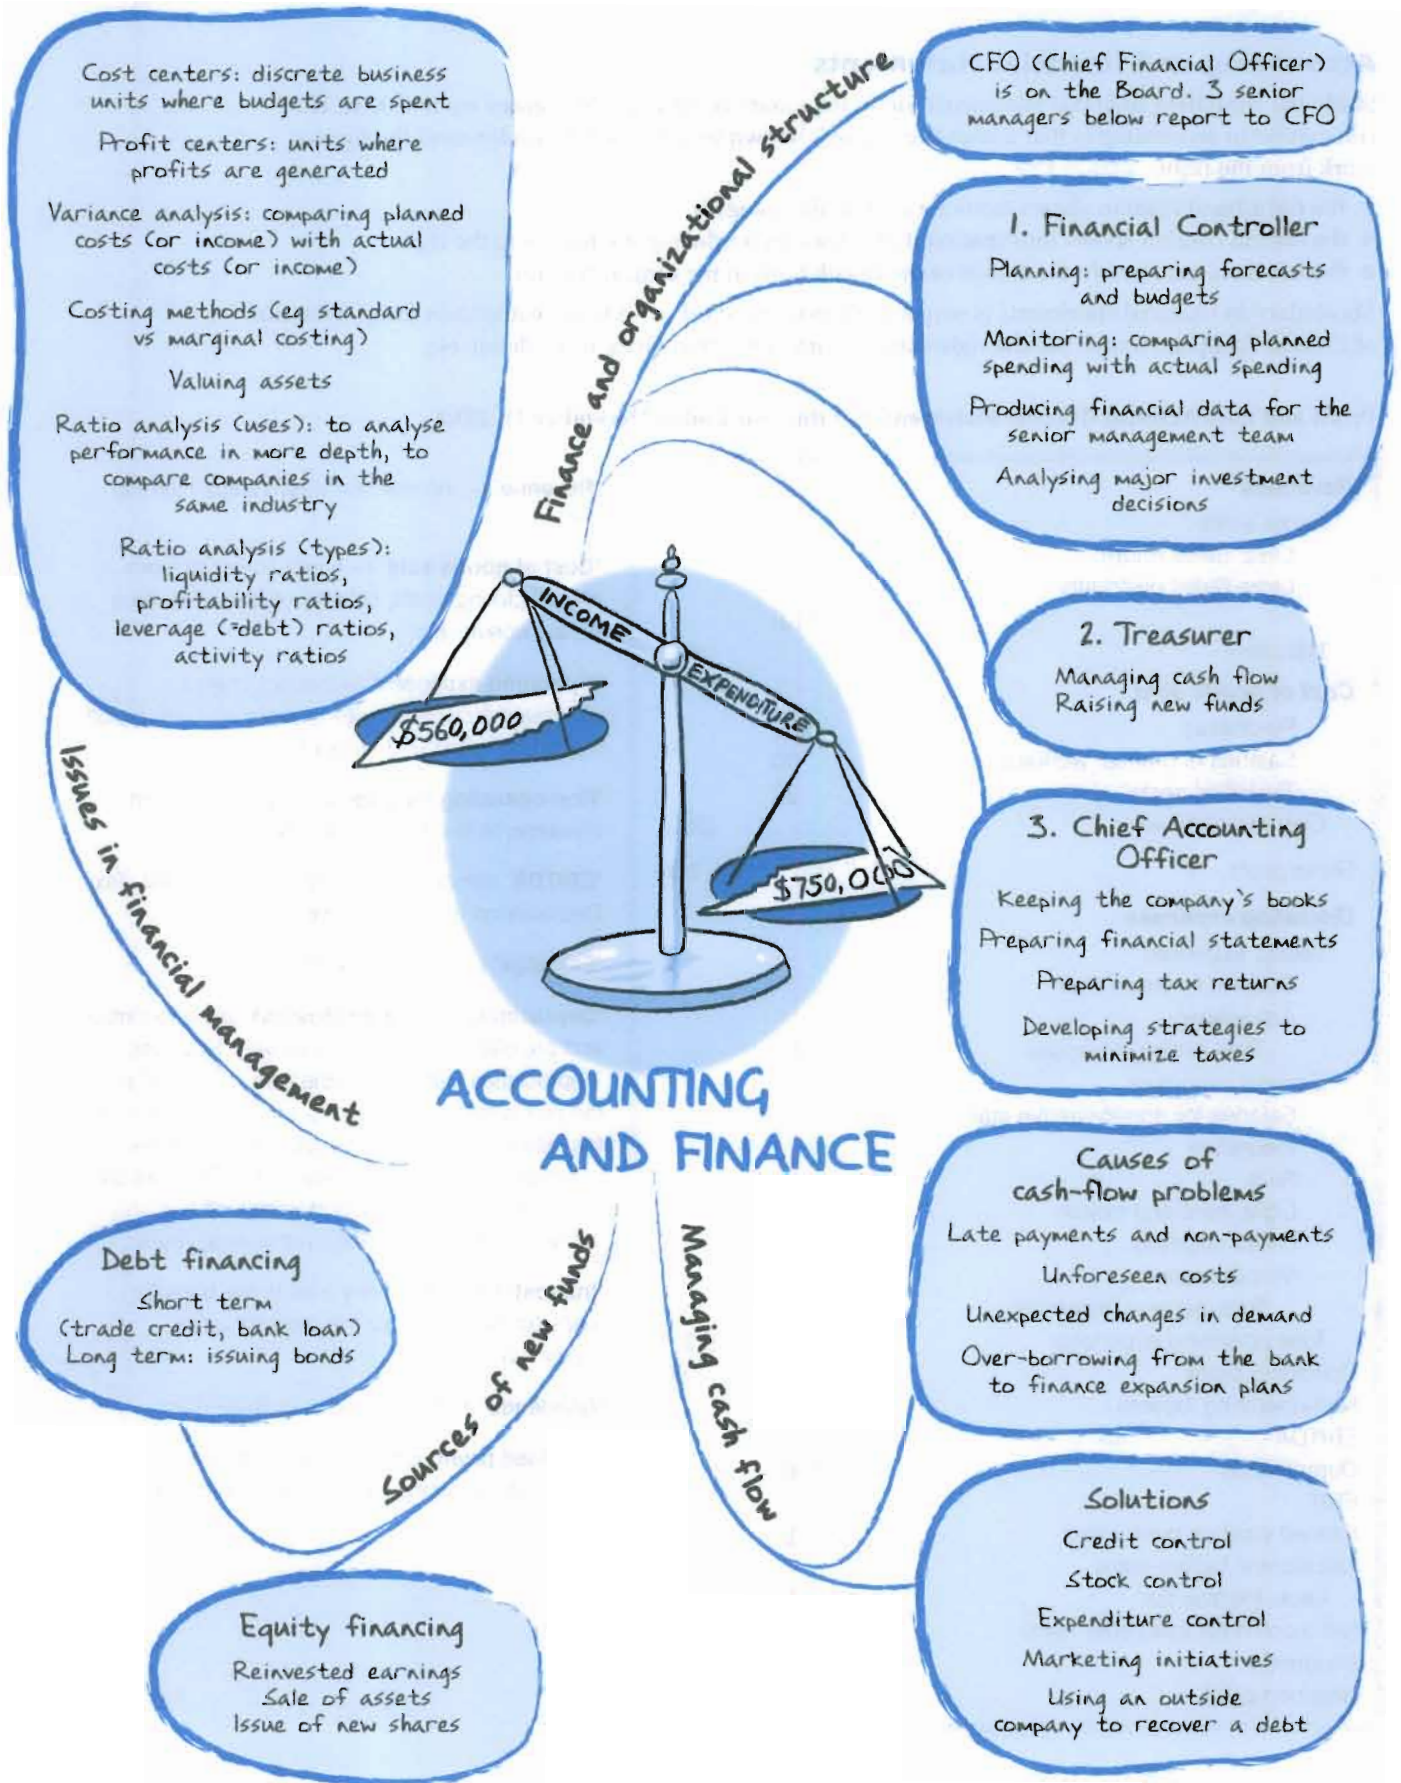 Cost centers: discrete business
units where budgets are spent
Profit centers: units where
profits are generated
Variance analysis: comparing planned
costs (or income) with actual
costs (or income)
Costing methods (eg standard
vs marginal costing)
Valuing assets
Ratio analysis (uses): to analyse
performance in more depth, to
compare companies in the
same industry
Ratio analysis (types):
liquidity ratios,
profitability ratios,
leverage (=debt) ratios,
activity ratios
Issues in financial management
Finance and organizational structure
CFO (Chief Financial Officer)
is on the Board. 3 senior
managers below report to CFO
1. Financial Controller
Planning: preparing forecasts
and budgets
Monitoring: comparing planned
spending with actual spending
Producing financial data for the
senior management team
Analysing major investment
decisions
2. Treasurer
Managing cash flow
Raising new funds
3. Chief Accounting
Officer
Keeping the company's books
Preparing financial statements
Preparing tax returns
Developing strategies to
minimize taxes
INCOME
EXPENDITURE
$560,000
$750,000
ACCOUNTING
AND FINANCE
Sources of new funds
Debt financing
Short term
(trade credit, bank loan)
Long term: issuing bonds
Equity financing
Reinvested earnings
Sale of assets
Issue of new shares
Managing cash flow
Causes of
cash-flow problems
Late payments and non-payments
Unforeseen costs
Unexpected changes in demand
Over-borrowing from the bank
to finance expansion plans
Solutions
Credit control
Stock control
Expenditure control
Marketing initiatives
Using an outside
company to recover a debt